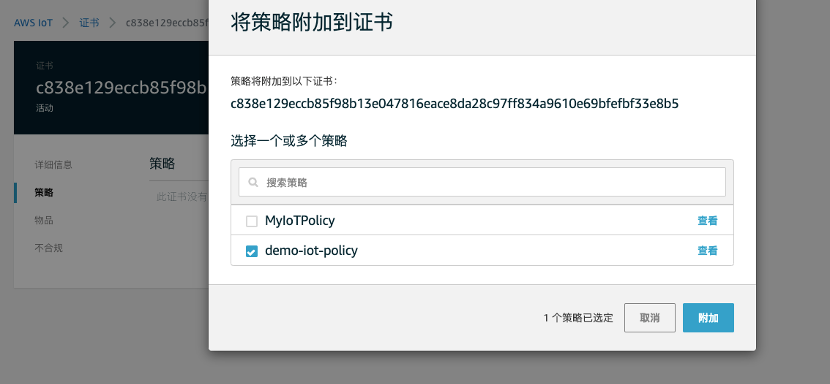 将策略附加到证书
AWS IoT > 证书 > c838e129eccb85f
策略将附加到以下证书：
证书
c838e129eccb85f98b13e047816eace8da28c97ff834a9610e69bfefbf33e8b5
c838e129eccb85f98b
活动
选择一个或多个策略
详细信息
策略
搜索策略
策略
此证书没有
物品
MyIoTPolicy 查看
不合规
demo-iot-policy 查看
1 个策略已选定 取消 附加